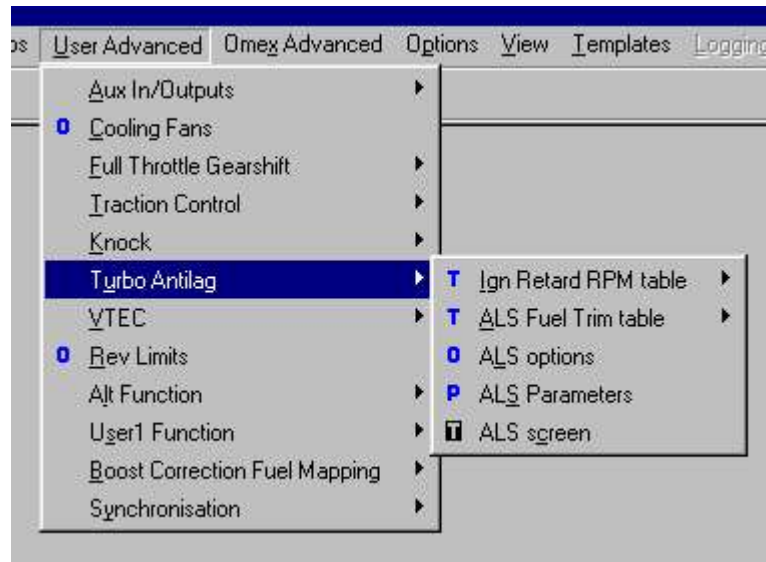 User Advanced Omex Advanced Options View Templates Logging
Aux In/Outputs
O Cooling Fans
Full Throttle Gearshift
Traction Control
Knock
Turbo Antilag
VTEC
O Rev Limits
Alt Function
User1 Function
Boost Correction Fuel Mapping
Synchronisation
T Ign Retard RPM table
T ALS Fuel Trim table
O ALS options
P ALS Parameters
T ALS screen